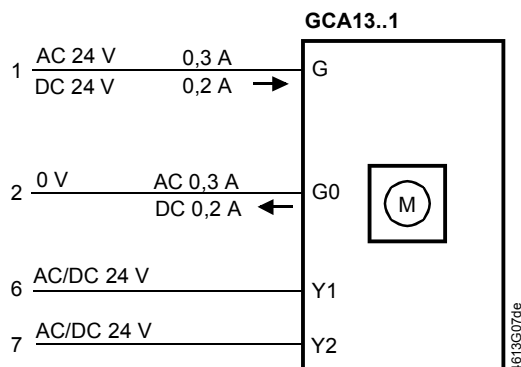 GCA13..1
AC 24 V 0,3 A
1 G
DC 24 V 0,2 A
0 V AC 0,3 A
2 G0
DC 0,2 A
M
AC/DC 24 V
6 Y1
AC/DC 24 V
7 Y2
4613G07de